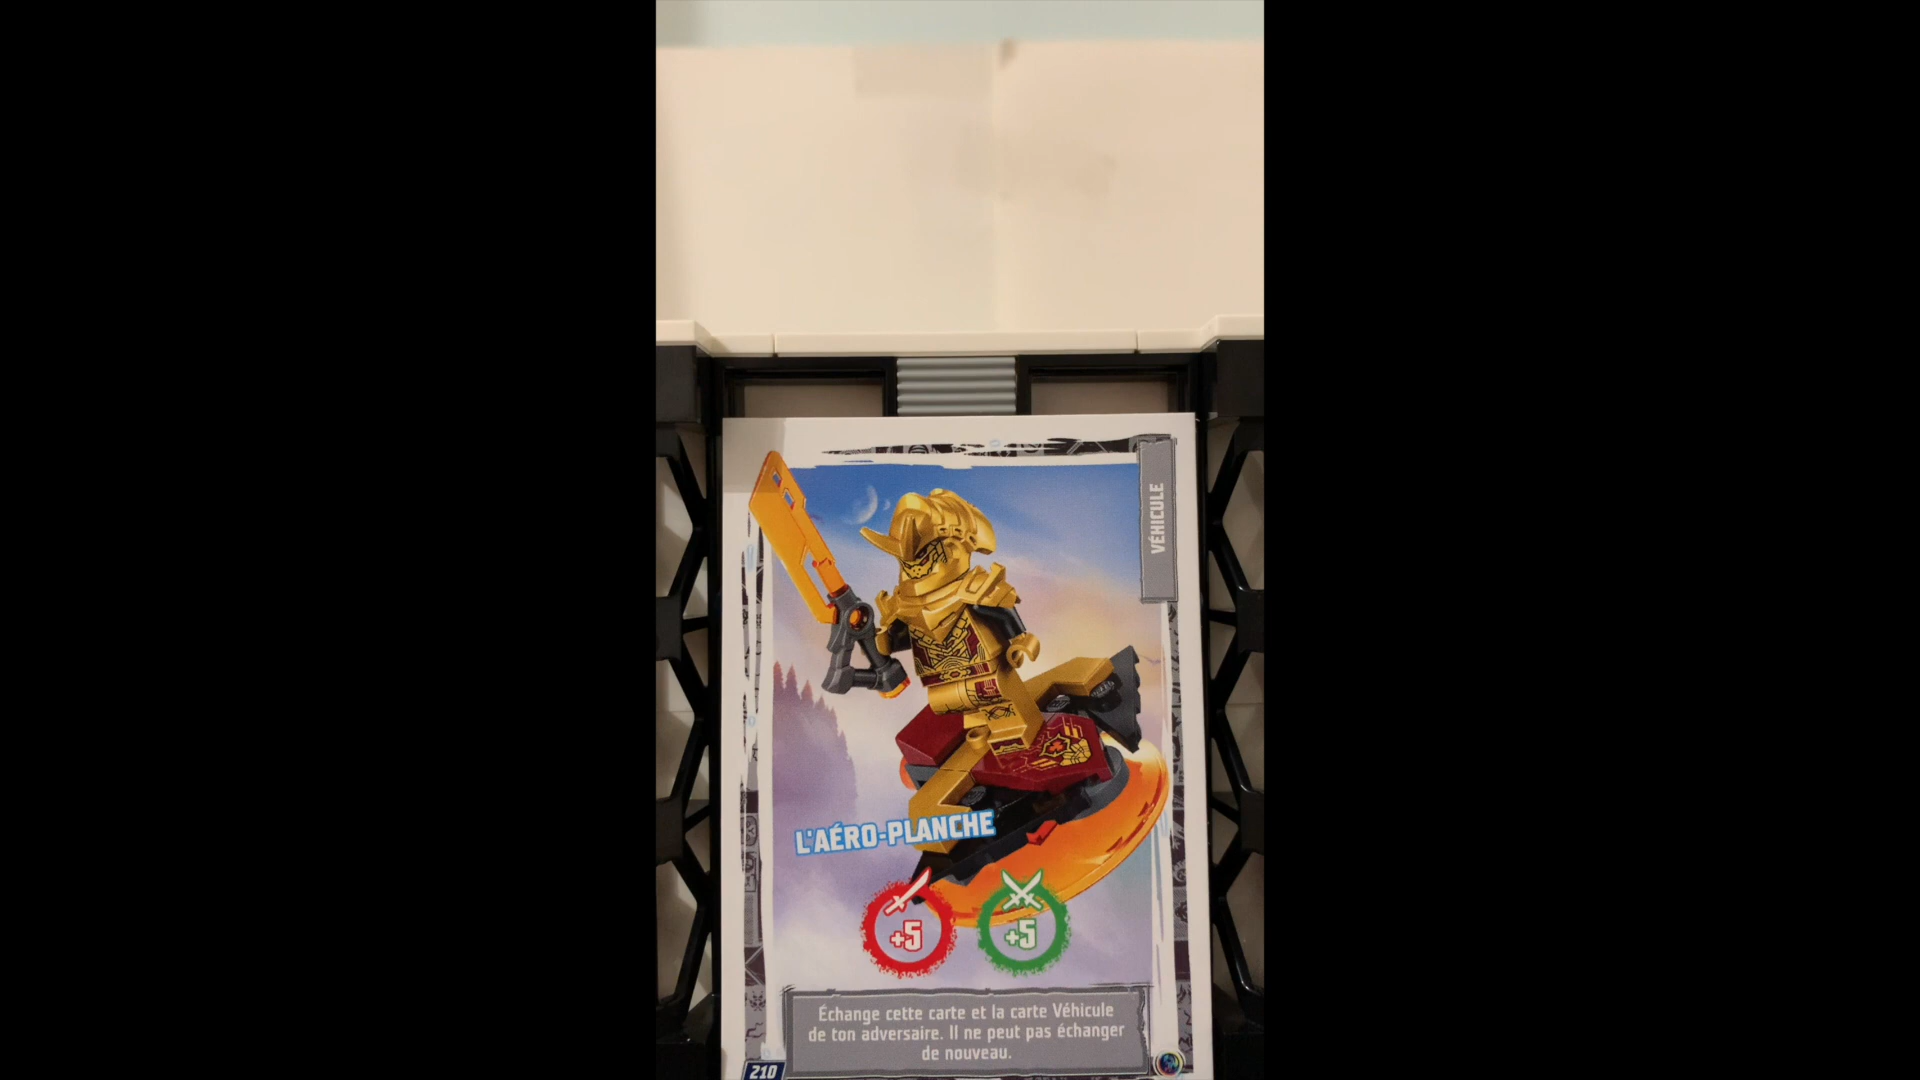 VÉHICULE
L'AÉRO-PLANCHE
+5 +5
Échange cette carte et la carte Véhicule
de ton adversaire. Il ne peut pas échanger
de nouveau.
210